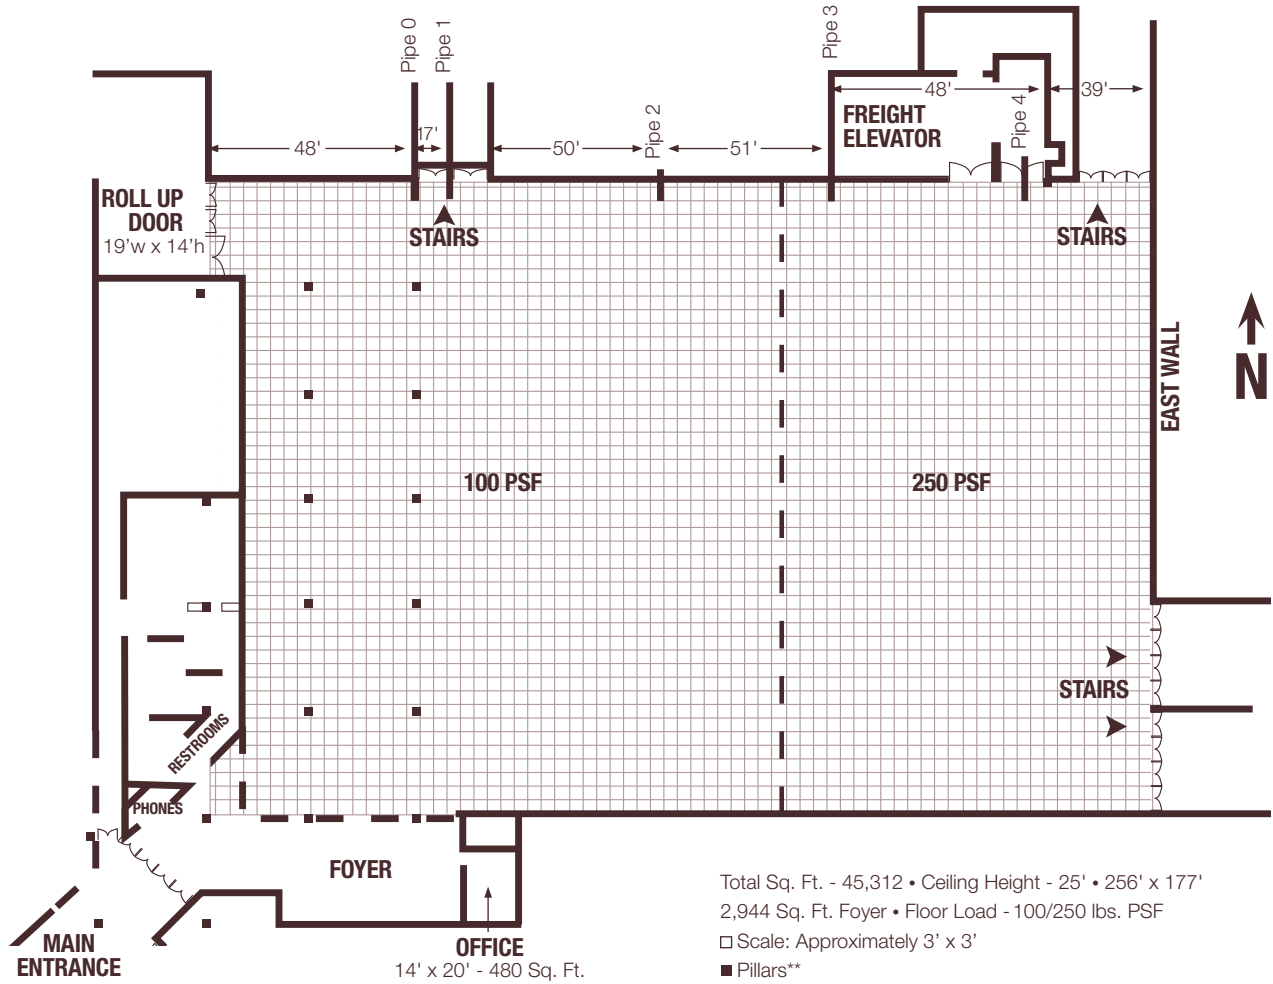 Pipe 0
Pipe 1
Pipe 3
48'
39'
FREIGHT
ELEVATOR
Pipe 4
Pipe 2
48'
17'
50'
51'
ROLL UP
DOOR
19'w x 14'h
STAIRS
STAIRS
EAST WALL
N
100 PSF
250 PSF
STAIRS
RESTROOMS
PHONES
FOYER
Total Sq. Ft. - 45,312 • Ceiling Height - 25' • 256' x 177'
2,944 Sq. Ft. Foyer • Floor Load - 100/250 lbs. PSF
Scale: Approximately 3’ x 3’
Pillars**
MAIN
ENTRANCE
OFFICE
14' x 20' - 480 Sq. Ft.